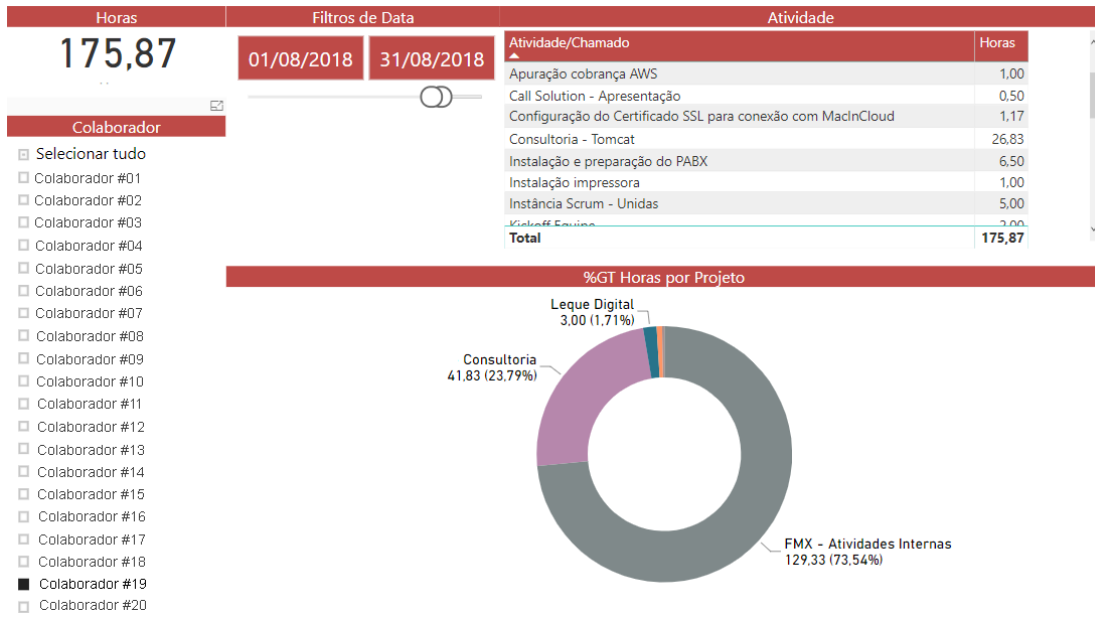 Horas
175,87
Filtros de Data
01/08/2018 31/08/2018
Atividade
Atividade/Chamado Horas
Apuração cobrança AWS 1,00
Call Solution - Apresentação 0,50
Configuração do Certificado SSL para conexão com MacInCloud 1,17
Consultoria - Tomcat 26,83
Instalação e preparação do PABX 6,50
Instalação impressora 1,00
Instância Scrum - Unidas 5,00
Total 175,87
Colaborador
Selecionar tudo
Colaborador #01
Colaborador #02
Colaborador #03
Colaborador #04
Colaborador #05
Colaborador #06
Colaborador #07
Colaborador #08
Colaborador #09
Colaborador #10
Colaborador #11
Colaborador #12
Colaborador #13
Colaborador #14
Colaborador #15
Colaborador #16
Colaborador #17
Colaborador #18
Colaborador #19
Colaborador #20
%GT Horas por Projeto
Leque Digital
3,00 (1,71%)
Consultoria
41,83 (23,79%)
FMX - Atividades Internas
129,33 (73,54%)